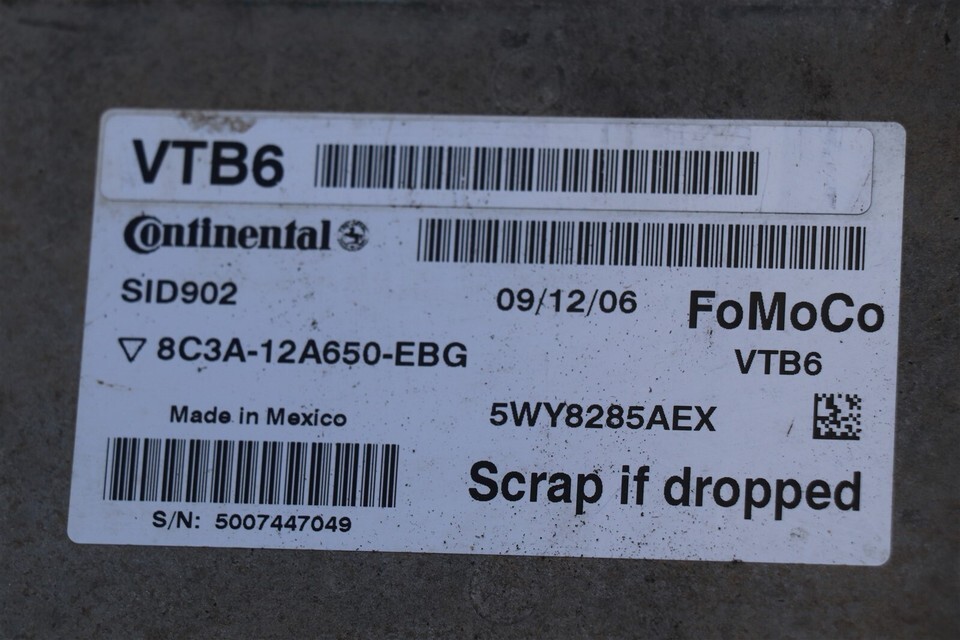 VTB6
Continental
SID902
09/12/06
FoMoCo
8C3A-12A650-EBG
VTB6
Made in Mexico
5WY8285AEX
Scrap if dropped
S/N: 5007447049